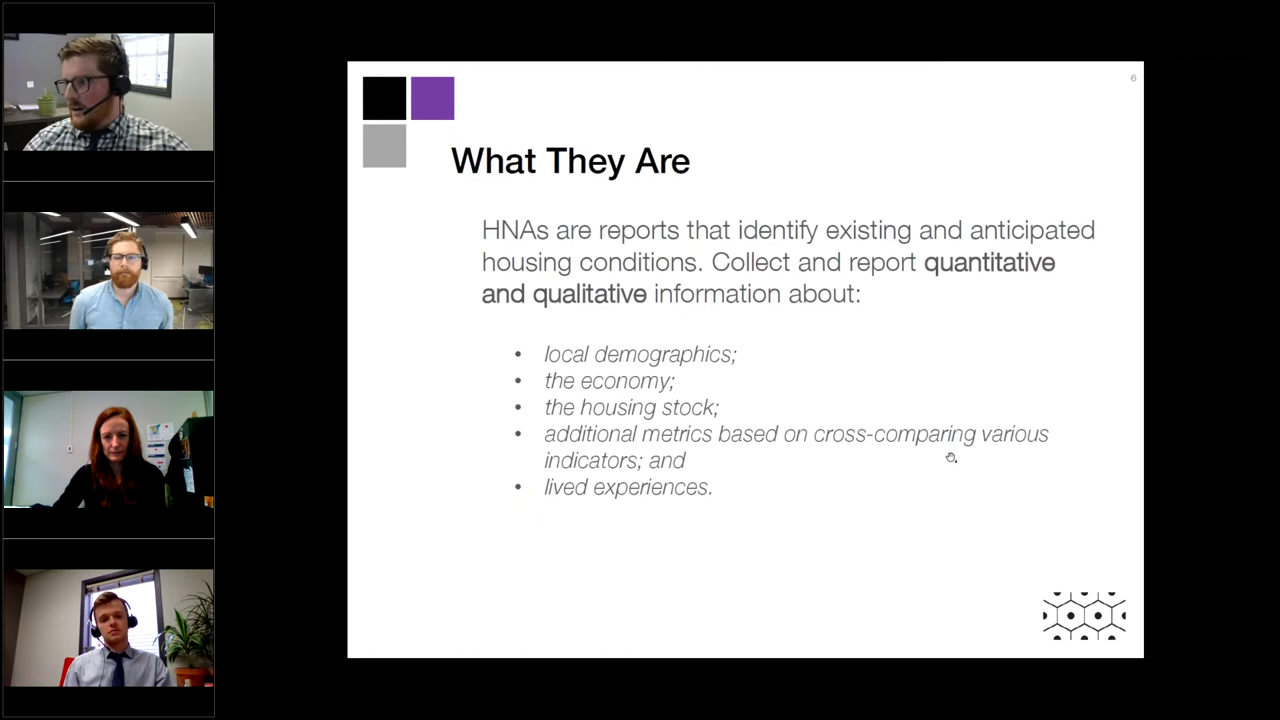 6
What They Are
HNAs are reports that identify existing and anticipated
housing conditions. Collect and report quantitative
and qualitative information about:
• local demographics;
• the economy;
• the housing stock;
• additional metrics based on cross-comparing various
indicators; and
• lived experiences.